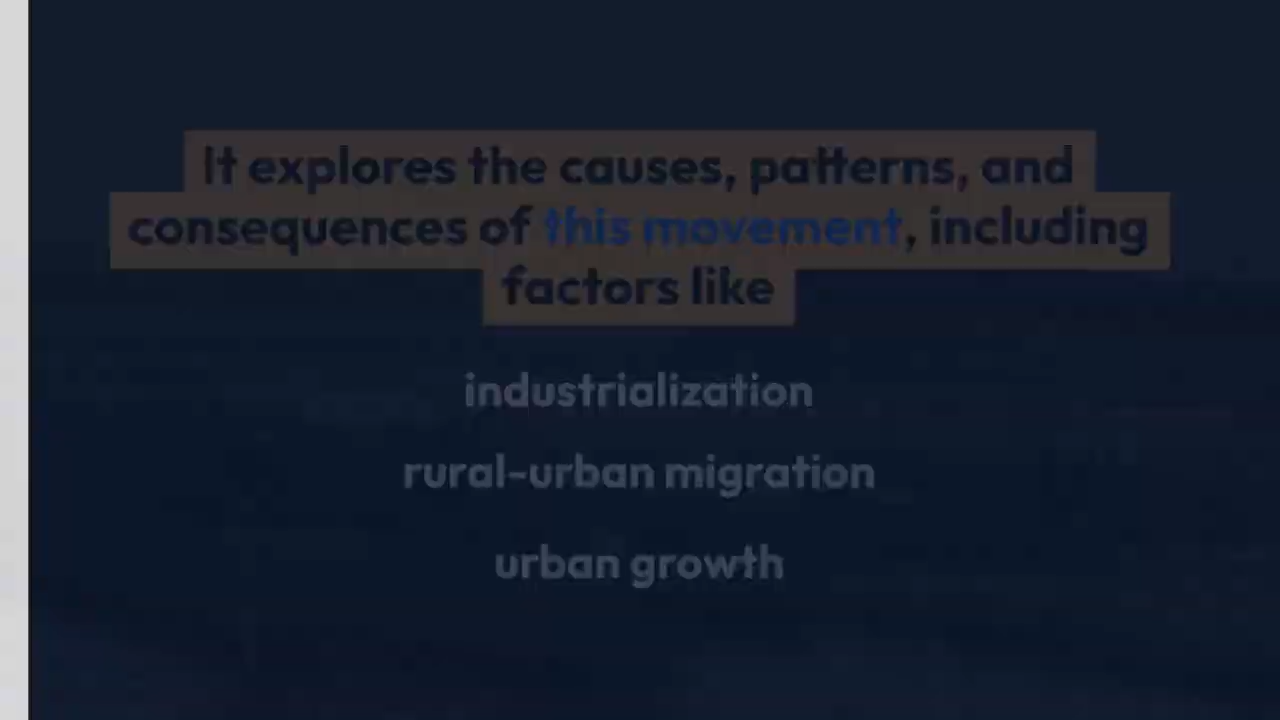 It explores the causes, patterns, and
consequences of this movement, including
factors like
industrialization
rural-urban migration
urban growth